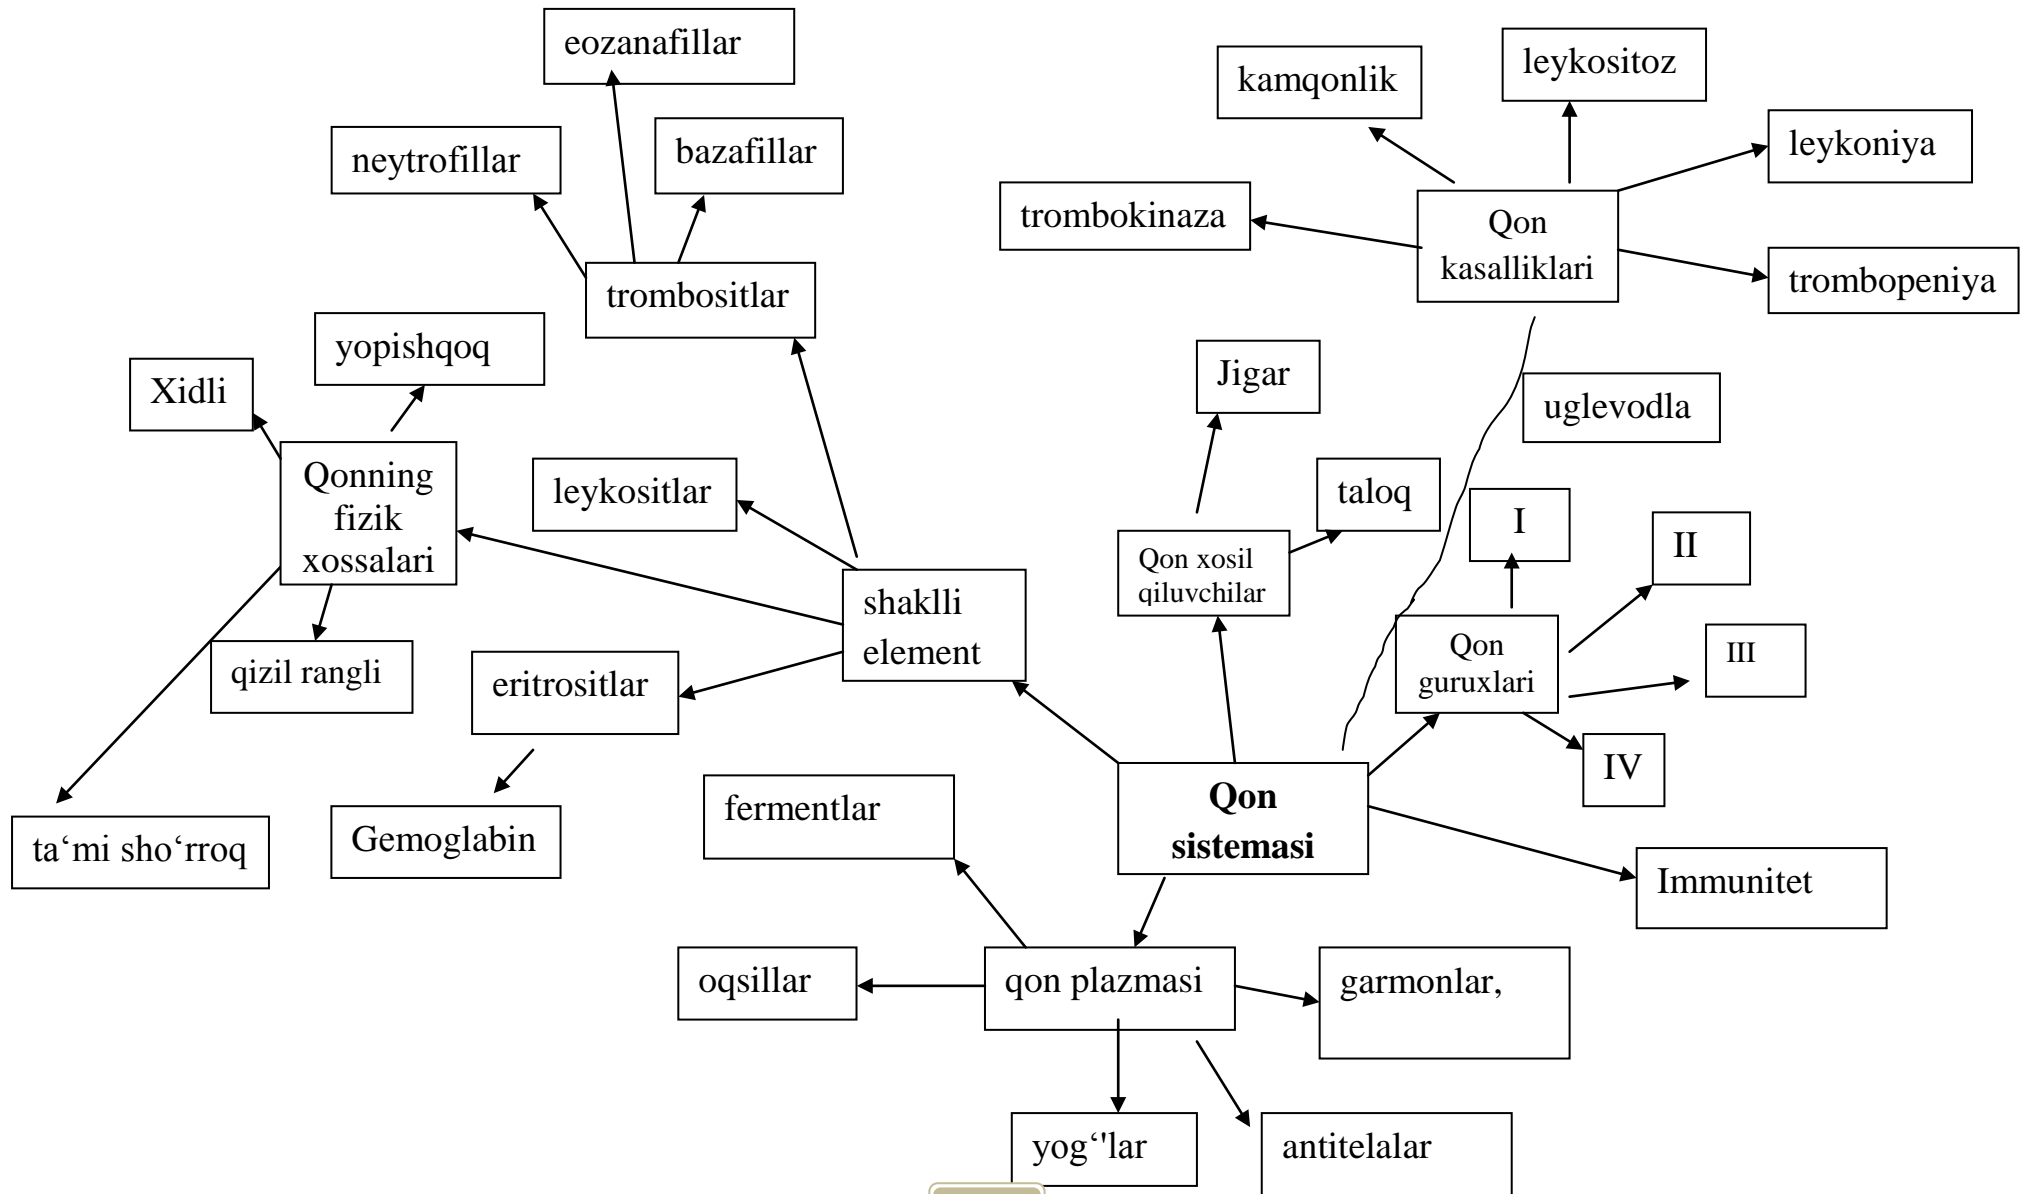 eozanafillar
leykositoz
kamqonlik
neytrofillar
bazafillar
leykoniya
trombokinaza
Qon
kasalliklari
trombositlar
trombopeniya
yopishqoq
Xidli
Jigar
uglevodla
Qonning
fizik
xossalari
leykositlar
taloq
I
II
Qon xosil
qiluvchilar
shaklli
element
Qon
guruxlari
III
qizil rangli
eritrositlar
IV
Qon
sistemasi
fermentlar
ta‘mi sho‘rroq
Gemoglabin
Immunitet
oqsillar
qon plazmasi
garmonlar,
yog‘'lar
antitelalar